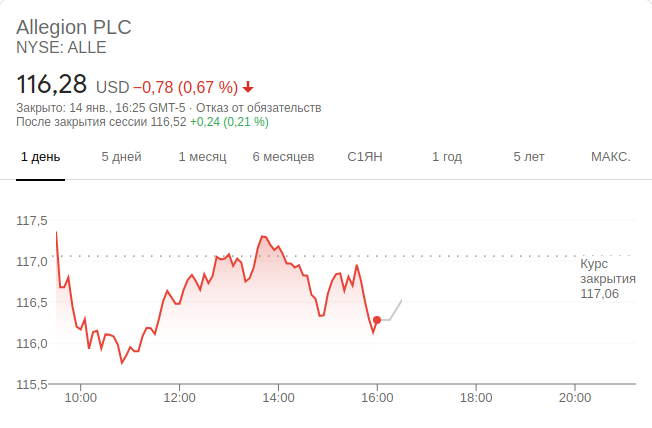 Allegion PLC
NYSE: ALLE
116,28 USD −0,78 (0,67 %)
Закрыто: 14 янв., 16:25 GMT-5 · Отказ от обязательств
После закрытия сессии 116,52 +0,24 (0,21 %)
1 день 5 дней 1 месяц 6 месяцев С1ЯН 1 год 5 лет МАКС.
117,5
117,0
116,5
116,0
115,5
Курс
закрытия
117,06
10:00 12:00 14:00 16:00 18:00 20:00